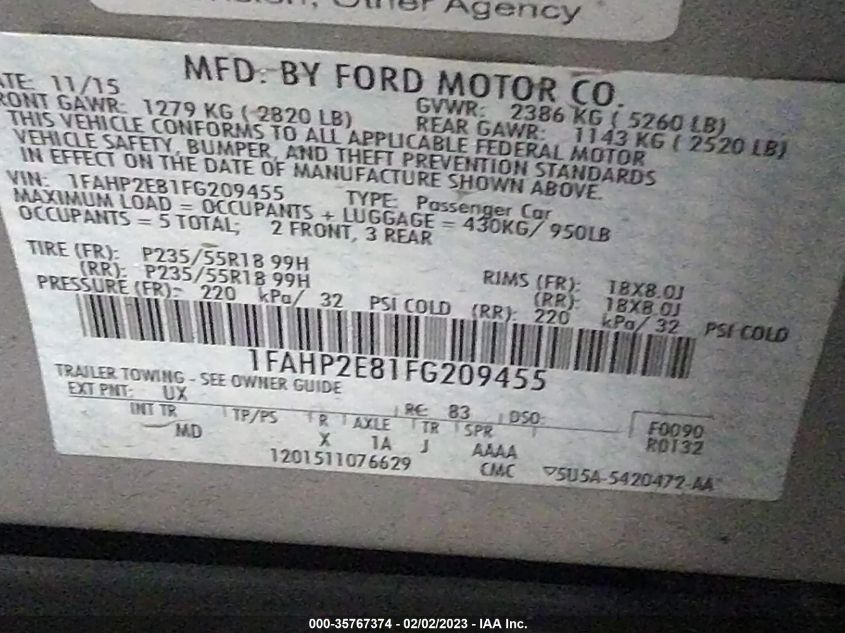 Other Agency
MFD. BY FORD MOTOR CO.
ATE: 11/15
GVWR: 2386 KG ( 5260 LB)
RONT GAWR: 1279 KG ( 2820 LB)
REAR GAWR: 1143 KG ( 2520 LB)
THIS VEHICLE CONFORMS TO ALL APPLICABLE FEDERAL MOTOR
VEHICLE SAFETY, BUMPER, AND THEFT PREVENTION STANDARDS
IN EFFECT ON THE DATE OF MANUFACTURE SHOWN ABOVE.
VIN: 1FAHP2E81FG209455 TYPE: Passenger Car
MAXIMUM LOAD = OCCUPANTS + LUGGAGE = 430KG/ 950LB
OCCUPANTS = 5 TOTAL; 2 FRONT, 3 REAR
TIRE (FR): P235/55R18 99H RIMS (FR): 18X8.0J
(RR): P235/55R18 99H (RR): 18X8.0J
PRESSURE (FR): 220 kPa/ 32 PSI COLD (RR): 220 kPa/ 32 PSI COLD
1FAHP2E81FG209455
TRAILER TOWING - SEE OWNER GUIDE
EXT PNT: UX RC: 83 DSO: F0090
INT TR TP/PS R AXLE TR SPR R0132
MD X 1A J AAAA
1201511076629 CMC 5U5A-5420472-AA
000-35767374 - 02/02/2023 - IAA Inc.